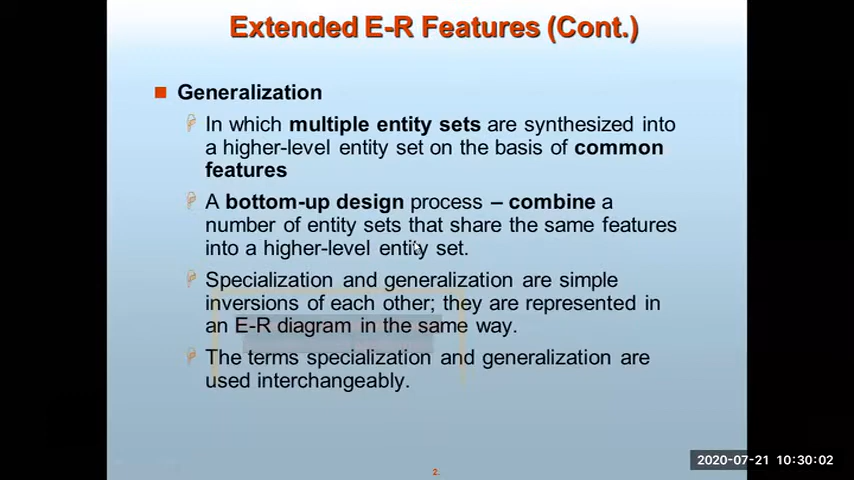 Extended E-R Features (Cont.)
Generalization
In which multiple entity sets are synthesized into
a higher-level entity set on the basis of common
features
A bottom-up design process – combine a
number of entity sets that share the same features
into a higher-level entity set.
Specialization and generalization are simple
inversions of each other; they are represented in
an E-R diagram in the same way.
The terms specialization and generalization are
used interchangeably.
2.
2020-07-21 10:30:02